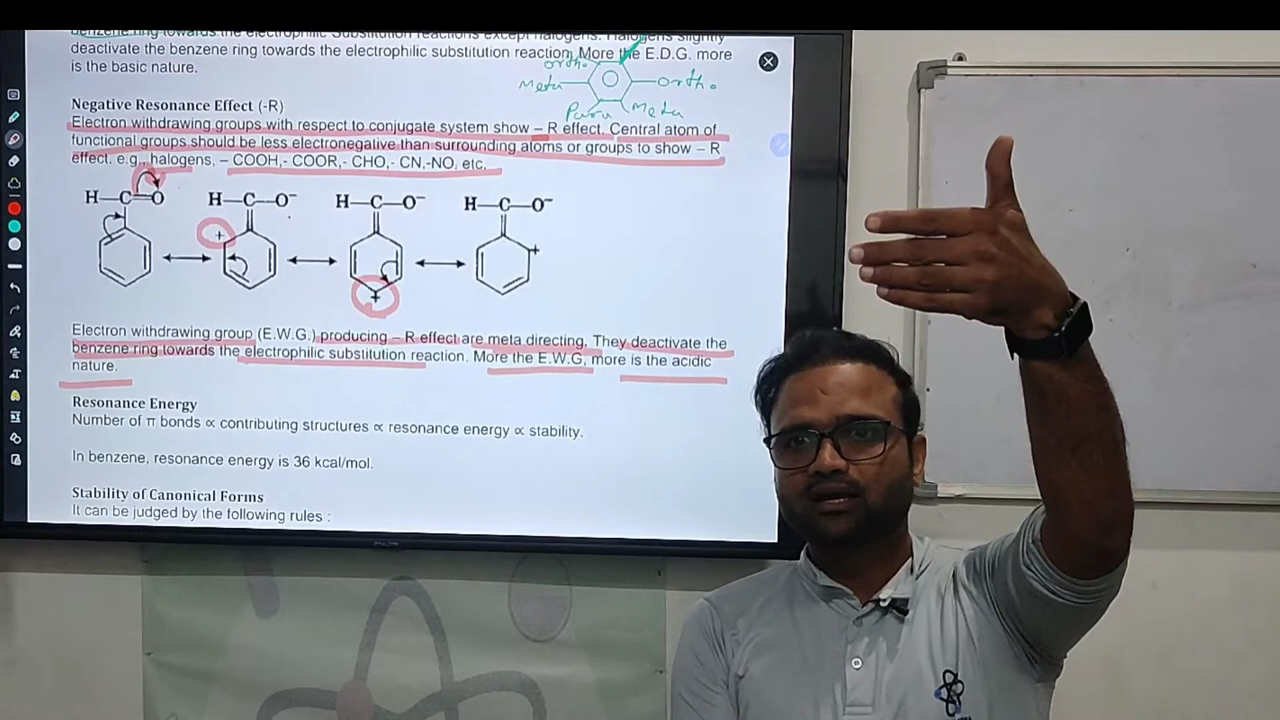 benzene ring towards the electrophilic Substitution reactions except halogens. Halogens slightly
deactivate the benzene ring towards the electrophilic substitution reaction. More the E.D.G. more
is the basic nature.
ortho
Meta
ortho
Para
Meta
Negative Resonance Effect (-R)
Electron withdrawing groups with respect to conjugate system show – R effect. Central atom of
functional groups should be less electronegative than surrounding atoms or groups to show – R
effect. e.g., halogens, – COOH,- COOR,- CHO,- CN,-NO, etc.
H—C=O H—C—O⁻ H—C—O⁻ H—C—O⁻
+ +
+
Electron withdrawing group (E.W.G.) producing – R effect are meta directing. They deactivate the
benzene ring towards the electrophilic substitution reaction. More the E.W.G, more is the acidic
nature.
Resonance Energy
Number of π bonds ∝ contributing structures ∝ resonance energy ∝ stability.
In benzene, resonance energy is 36 kcal/mol.
Stability of Canonical Forms
It can be judged by the following rules :